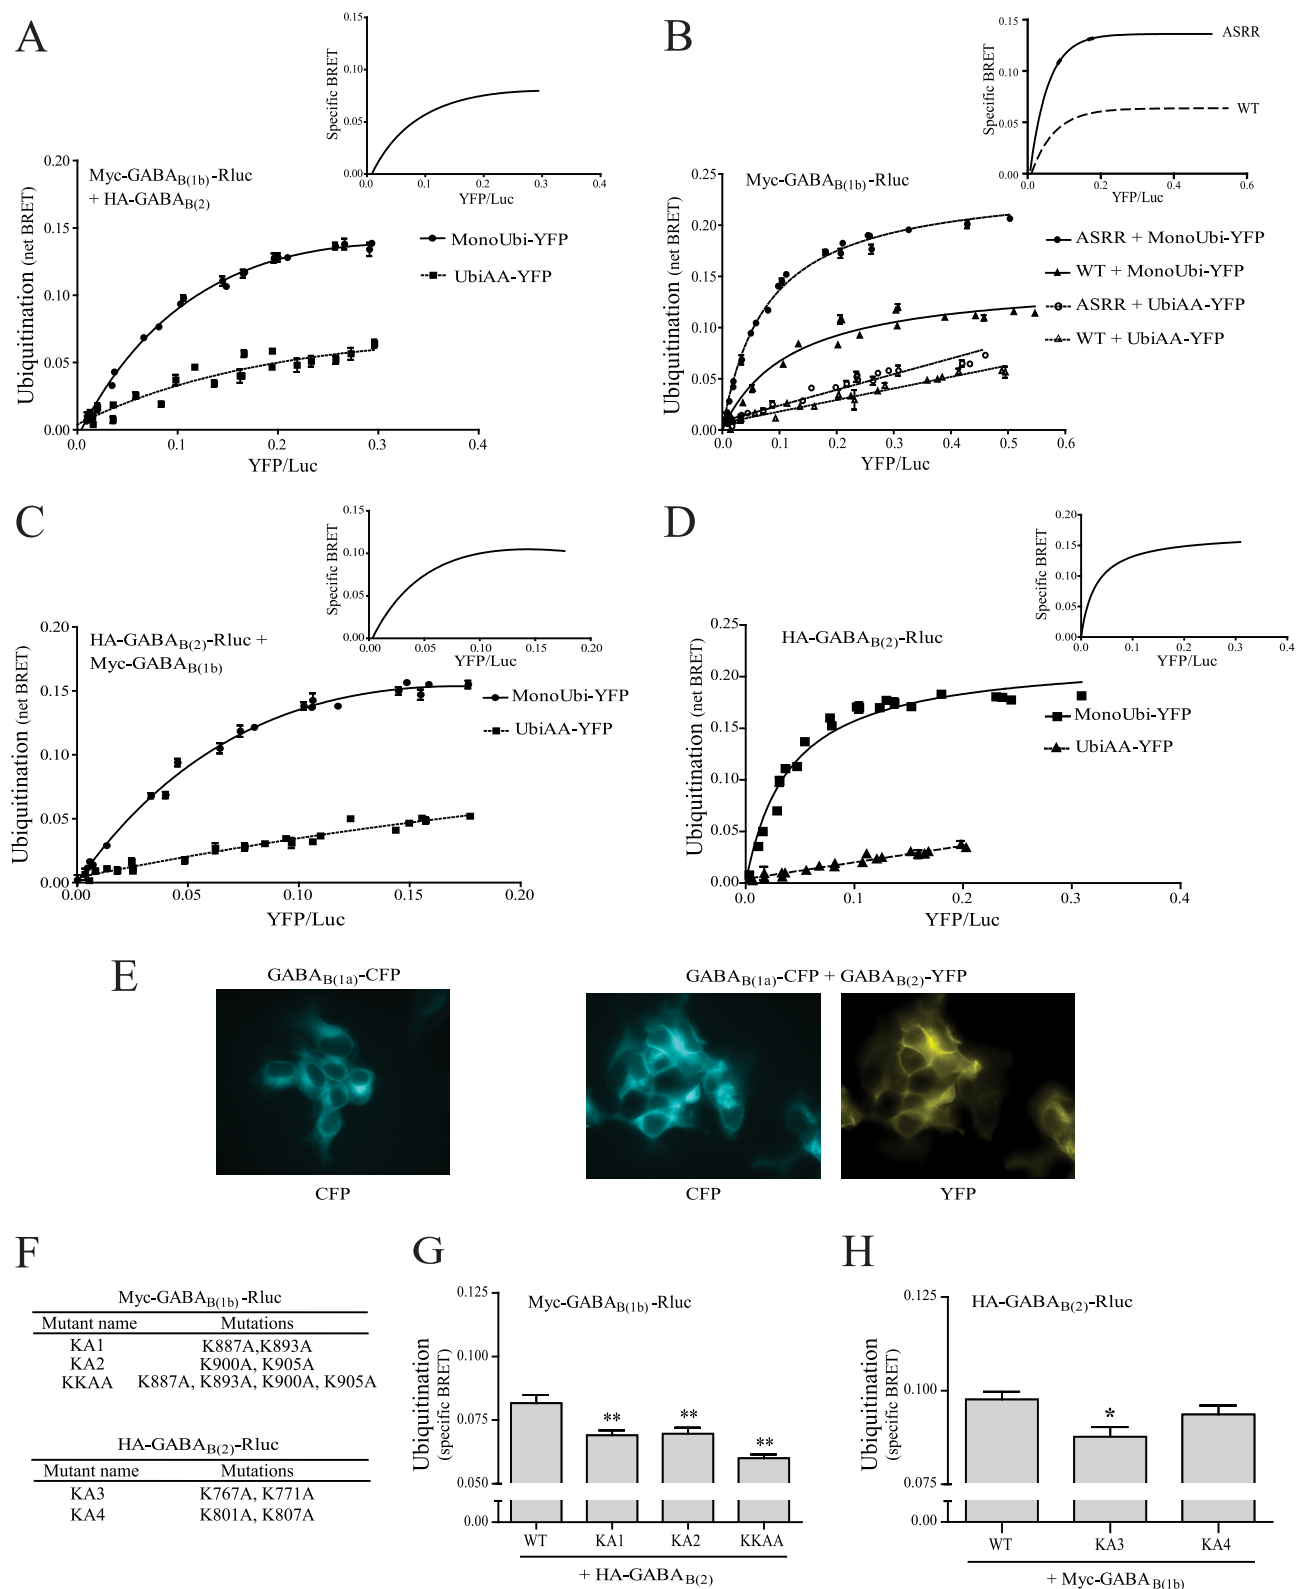 A
Specific BRET
0.15
0.10
0.05
0.00
0.0 0.1 0.2 0.3 0.4
YFP/Luc
Ubiquitination (net BRET)
0.20
0.15
0.10
0.05
0.00
Myc-GABAB(1b)-Rluc
+ HA-GABAB(2)
MonoUbi-YFP
UbiAA-YFP
0.1 0.2 0.3 0.4
YFP/Luc
B
Specific BRET
0.15
0.10
0.05
0.00
ASRR
WT
0.0 0.2 0.4 0.6
YFP/Luc
Ubiquitination (net BRET)
0.25
0.20
0.15
0.10
0.05
0.00
Myc-GABAB(1b)-Rluc
ASRR + MonoUbi-YFP
WT + MonoUbi-YFP
ASRR + UbiAA-YFP
WT + UbiAA-YFP
0.0 0.1 0.2 0.3 0.4 0.5 0.6
YFP/Luc
C
Specific BRET
0.15
0.10
0.05
0.00
0.00 0.05 0.10 0.15 0.20
YFP/Luc
Ubiquitination (net BRET)
0.20
0.15
0.10
0.05
0.00
HA-GABAB(2)-Rluc +
Myc-GABAB(1b)
MonoUbi-YFP
UbiAA-YFP
0.00 0.05 0.10 0.15 0.20
YFP/Luc
D
Specific BRET
0.20
0.15
0.10
0.05
0.00
0.0 0.1 0.2 0.3 0.4
YFP/Luc
Ubiquitination (net BRET)
0.25
0.20
0.15
0.10
0.05
0.00
HA-GABAB(2)-Rluc
MonoUbi-YFP
UbiAA-YFP
0.0 0.1 0.2 0.3 0.4
YFP/Luc
E
GABAB(1a)-CFP
GABAB(1a)-CFP + GABAB(2)-YFP
CFP
CFP
YFP
F
Myc-GABAB(1b)-Rluc
Mutant name Mutations
KA1 K887A,K893A
KA2 K900A, K905A
KKAA K887A, K893A, K900A, K905A
HA-GABAB(2)-Rluc
Mutant name Mutations
KA3 K767A, K771A
KA4 K801A, K807A
G
Ubiquitination
(specific BRET)
0.125
0.100
0.075
0.050
0.00
Myc-GABAB(1b)-Rluc
** ** **
WT KA1 KA2 KKAA
+ HA-GABAB(2)
H
Ubiquitination
(specific BRET)
0.125
0.100
0.075
0.00
HA-GABAB(2)-Rluc
*
WT KA3 KA4
+ Myc-GABAB(1b)